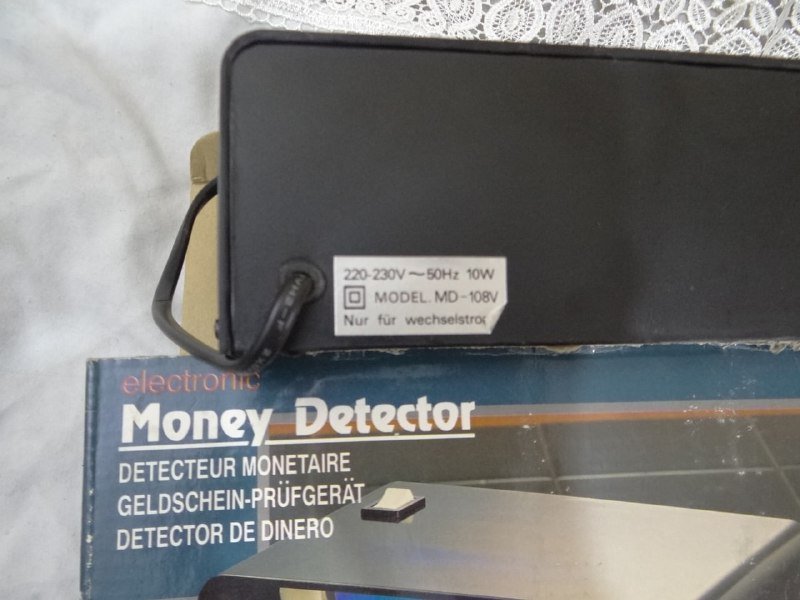 220-230V ~ 50Hz 10W
MODEL. MD-108V
Nur für wechselstro
electronic
Money Detector
DETECTEUR MONETAIRE
GELDSCHEIN-PRÜFGERÄT
DETECTOR DE DINERO